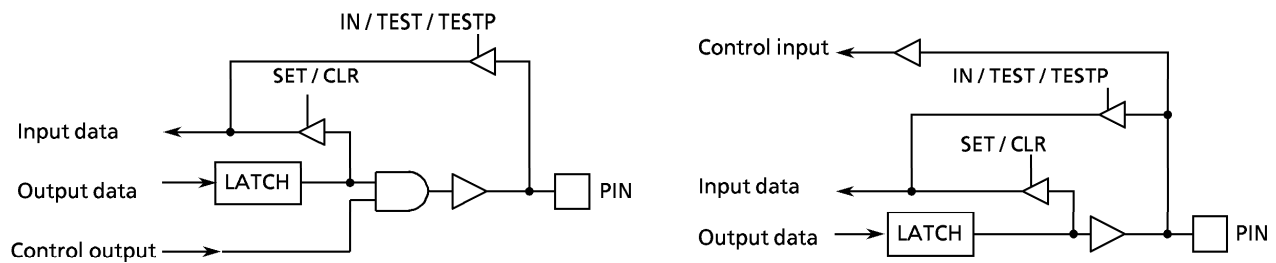 IN / TEST / TESTP
SET / CLR
Input data
LATCH
Output data
PIN
Control output
Control input
IN / TEST / TESTP
SET / CLR
Input data
LATCH
Output data
PIN